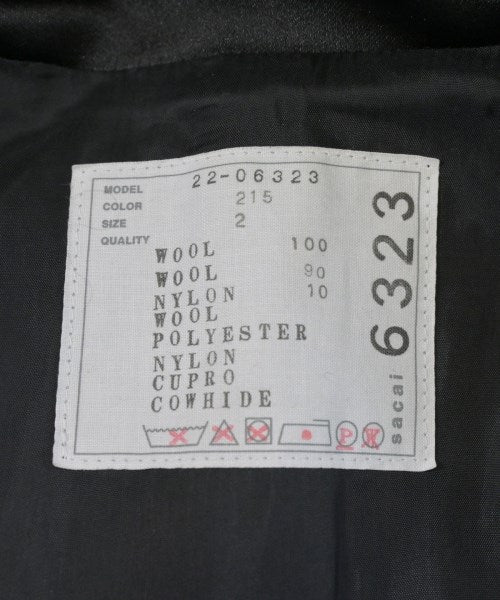 MODEL 22-06323
COLOR 215
SIZE 2
QUALITY
WOOL 100
WOOL 90
NYLON 10
WOOL
POLYESTER
NYLON
CUPRO
COWHIDE
P W
sacai 6323